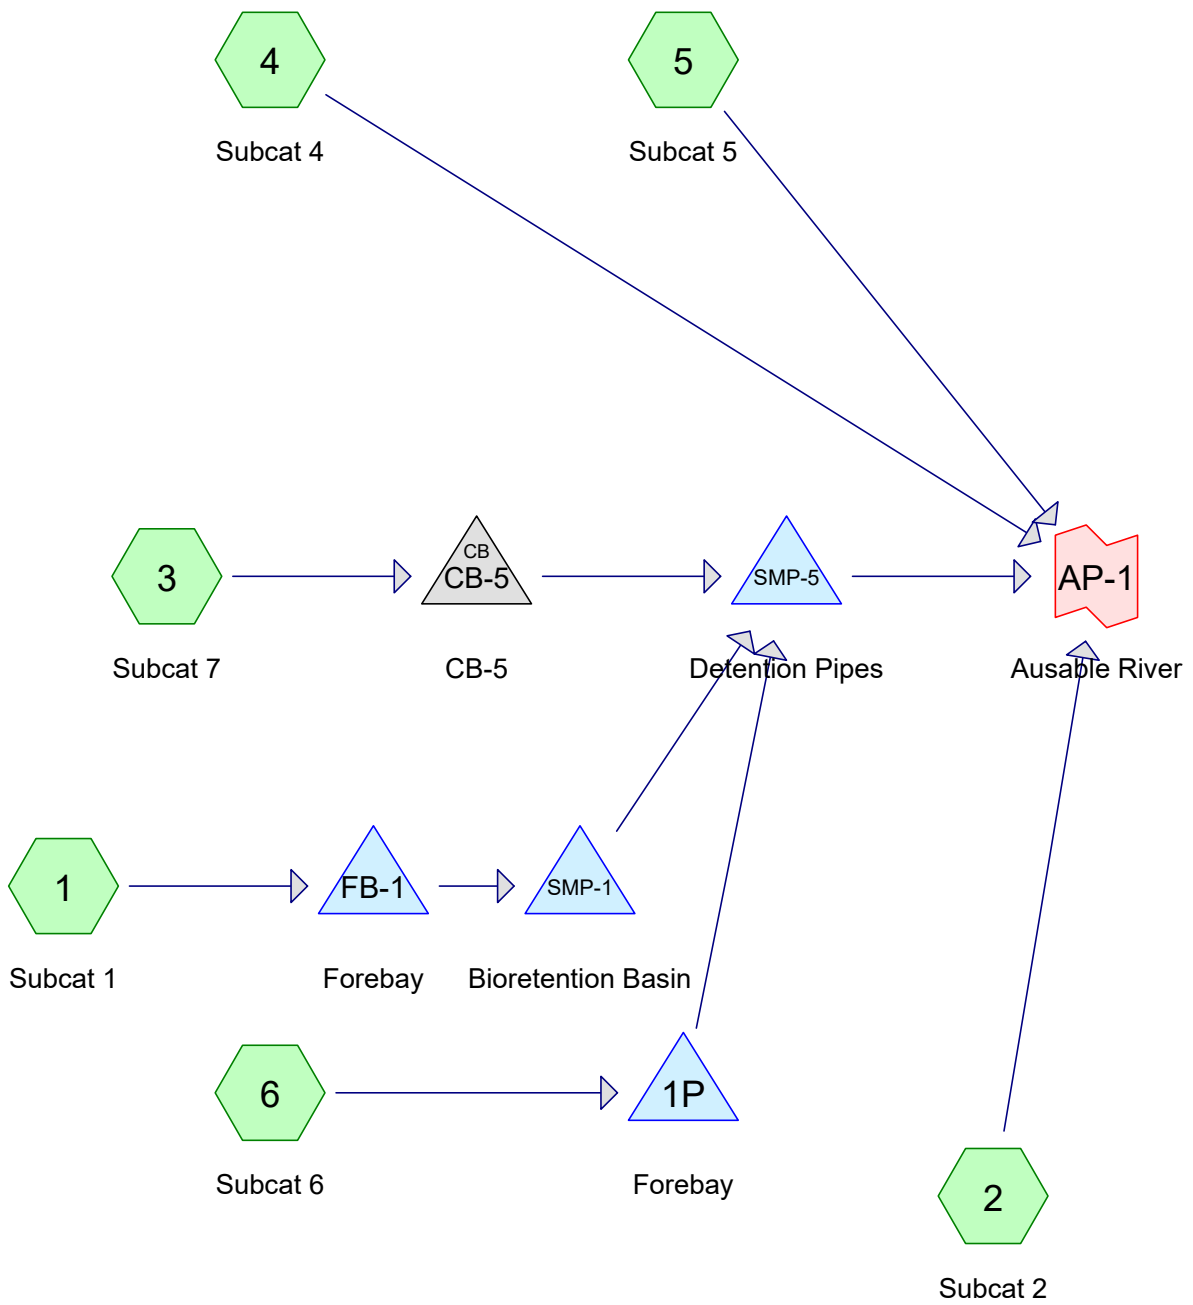 4
Subcat 4
5
Subcat 5
3
Subcat 7
CB
CB-5
CB-5
SMP-5
Detention Pipes
AP-1
Ausable River
1
Subcat 1
FB-1
Forebay
SMP-1
Bioretention Basin
6
Subcat 6
1P
Forebay
2
Subcat 2